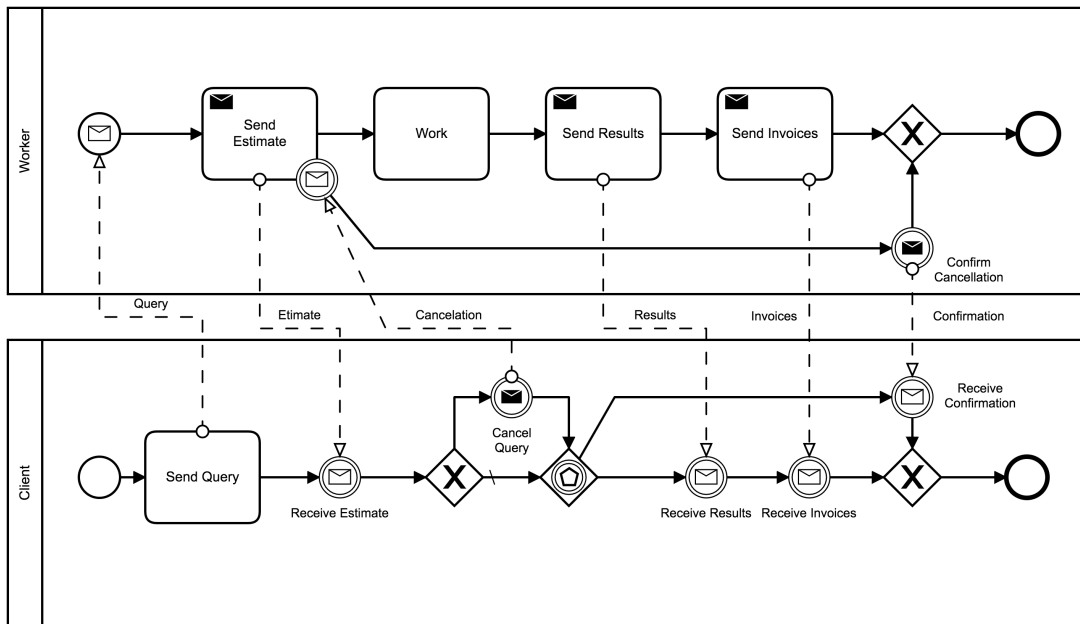 Worker
Send
Estimate
Work
Send Results
Send Invoices
X
Confirm
Cancellation
Query
Etimate
Cancelation
Results
Invoices
Confirmation
Client
Send Query
Receive Estimate
X
Cancel
Query
Receive Results
Receive Invoices
Receive
Confirmation
X